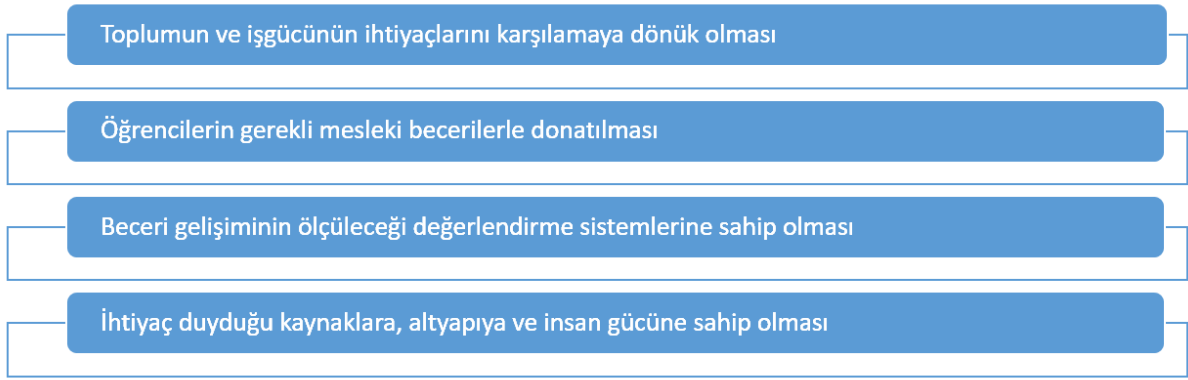 Toplumun ve işgücünün ihtiyaçlarını karşılamaya dönük olması
Öğrencilerin gerekli mesleki becerilerle donatılması
Beceri gelişiminin ölçüleceği değerlendirme sistemlerine sahip olması
İhtiyaç duyduğu kaynaklara, altyapıya ve insan gücüne sahip olması